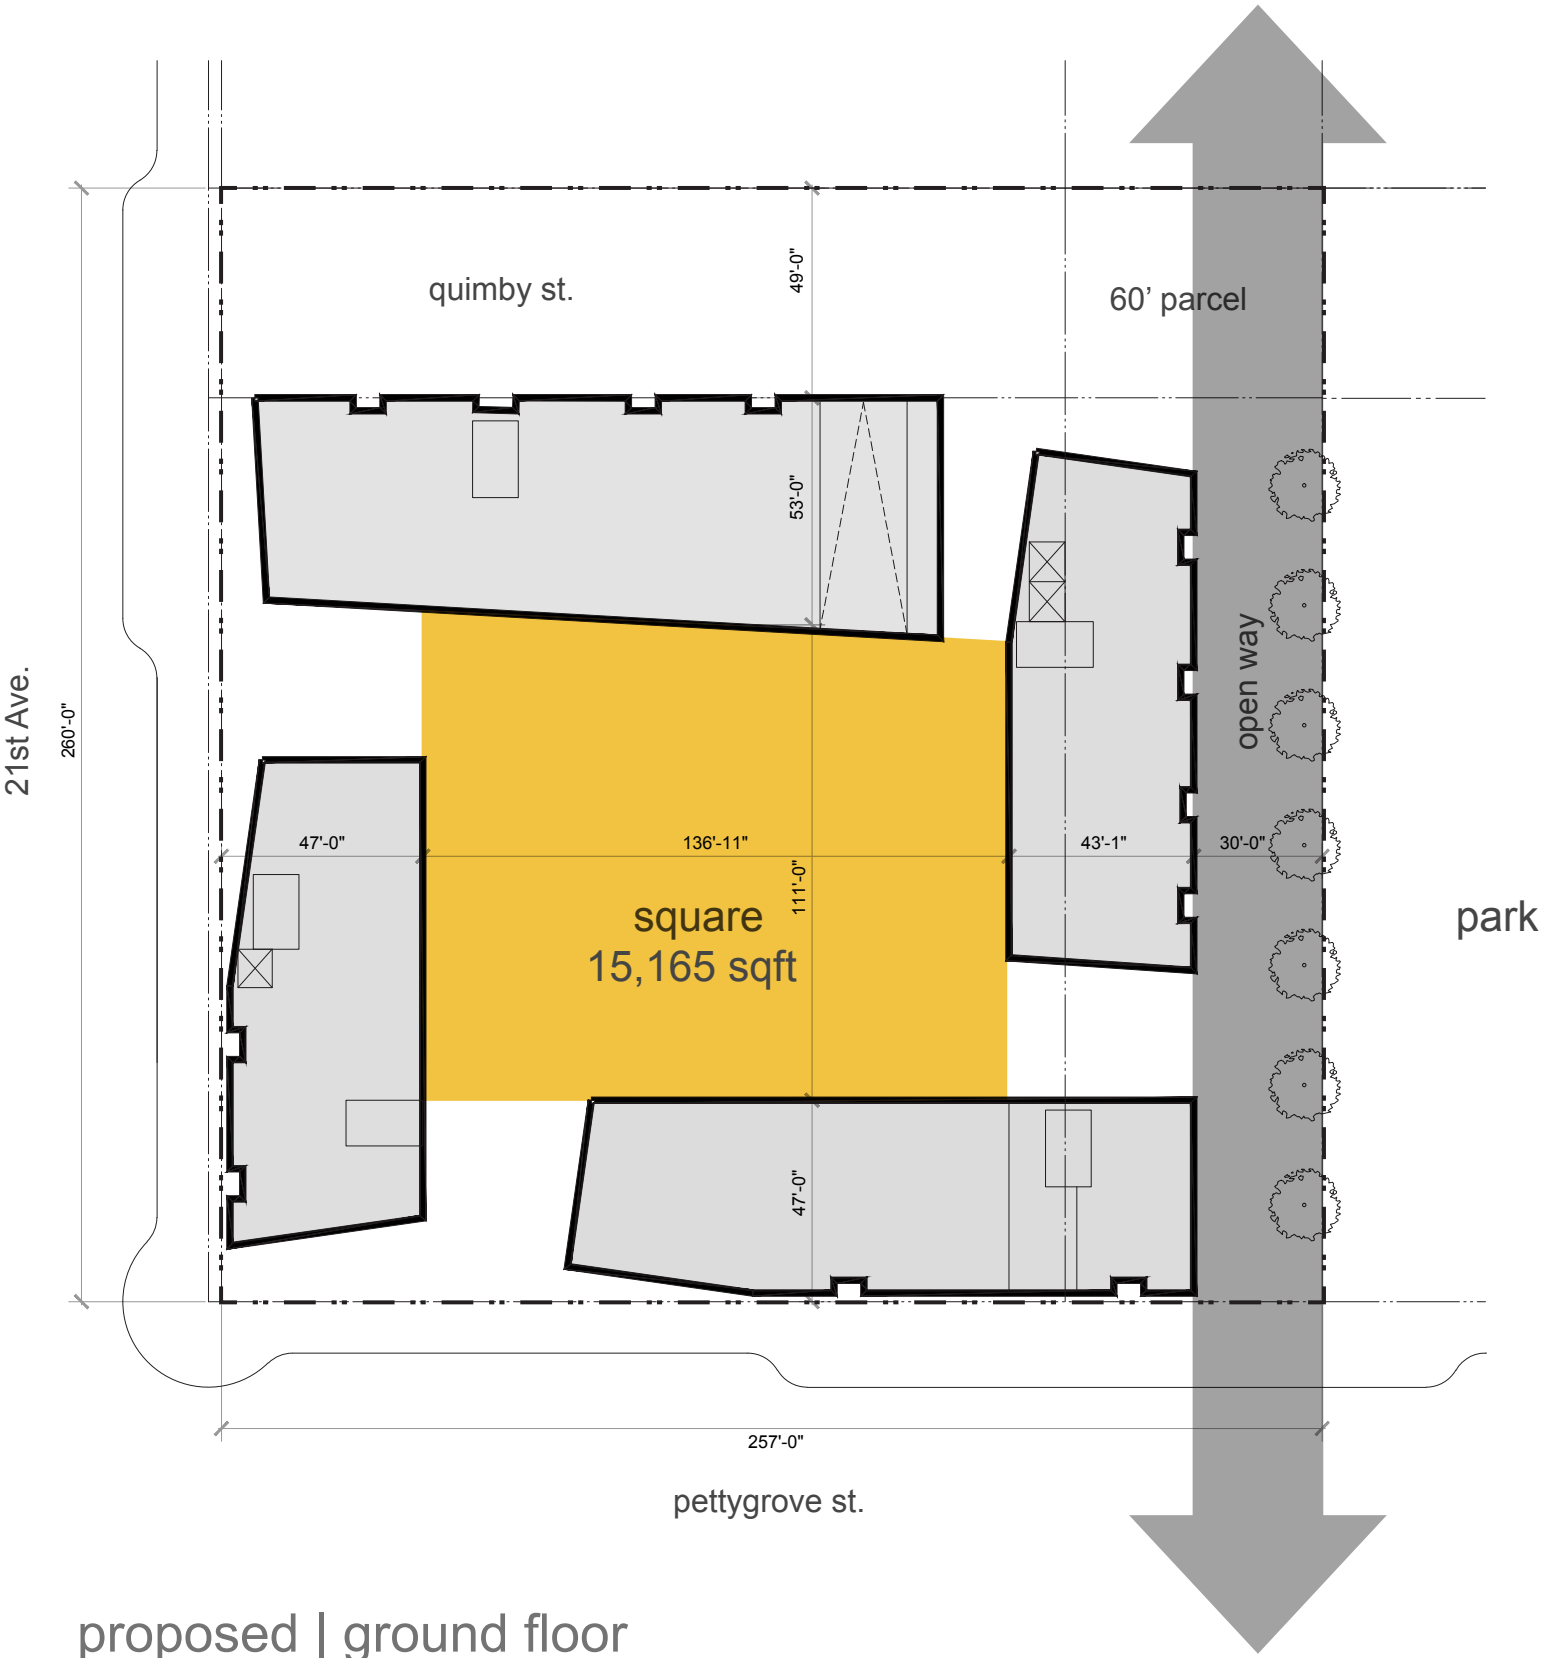 quimby st.
49'-0"
60’ parcel
53'-0"
open way
21st Ave.
260'-0"
47'-0"
136'-11"
43'-1"
30'-0"
111'-0"
square
15,165 sqft
park
47'-0"
257'-0"
pettygrove st.
proposed | ground floor